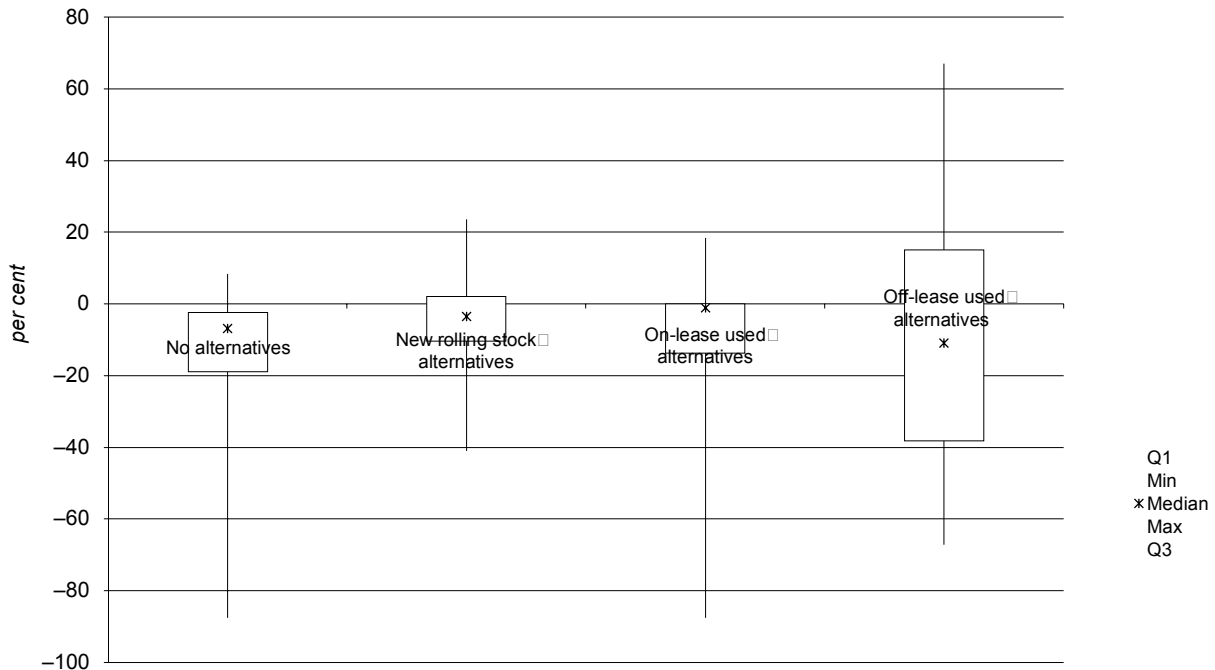 80
60
40
20
0
–20
–40
–60
–80
–100
per cent
No alternatives
New rolling stock
alternatives
On-lease used
alternatives
Off-lease used
alternatives
Q1
Min
Median
Max
Q3